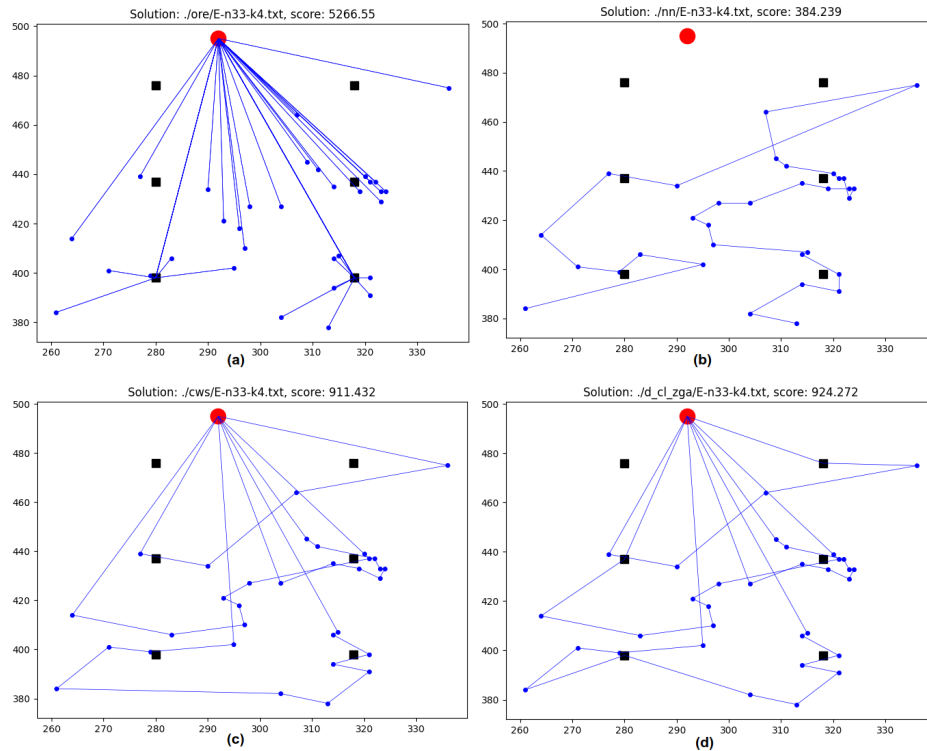 Solution: ./ore/E-n33-k4.txt, score: 5266.55
500
480
460
440
420
400
380
260 270 280 290 300 310 320 330
(a)
Solution: ./nn/E-n33-k4.txt, score: 384.239
500
480
460
440
420
400
380
260 270 280 290 300 310 320 330
(b)
Solution: ./cws/E-n33-k4.txt, score: 911.432
500
480
460
440
420
400
380
260 270 280 290 300 310 320 330
(c)
Solution: ./d_cl_zga/E-n33-k4.txt, score: 924.272
500
480
460
440
420
400
380
260 270 280 290 300 310 320 330
(d)